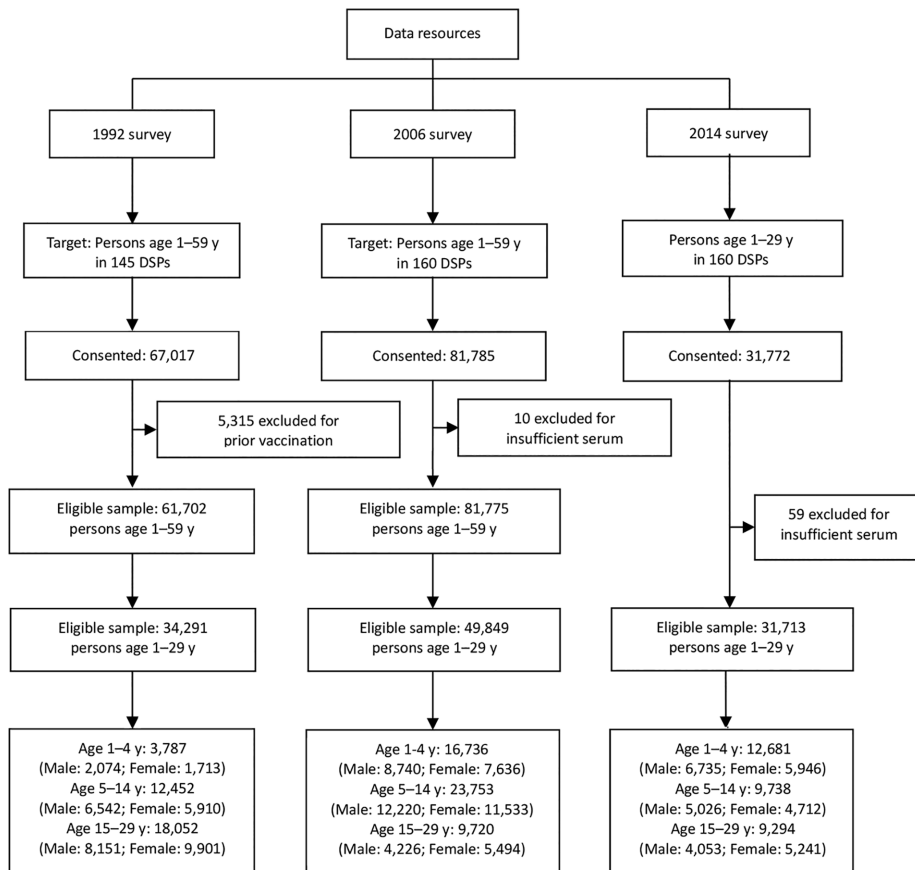 Data resources
1992 survey
2006 survey
2014 survey
Target: Persons age 1–59 y
in 145 DSPs
Target: Persons age 1–59 y
in 160 DSPs
Persons age 1–29 y
in 160 DSPs
Consented: 67,017
Consented: 81,785
Consented: 31,772
5,315 excluded for
prior vaccination
10 excluded for
insufficient serum
Eligible sample: 61,702
persons age 1–59 y
Eligible sample: 81,775
persons age 1–59 y
59 excluded for
insufficient serum
Eligible sample: 34,291
persons age 1–29 y
Eligible sample: 49,849
persons age 1–29 y
Eligible sample: 31,713
persons age 1–29 y
Age 1–4 y: 3,787
(Male: 2,074; Female: 1,713)
Age 5–14 y: 12,452
(Male: 6,542; Female: 5,910)
Age 15–29 y: 18,052
(Male: 8,151; Female: 9,901)
Age 1-4 y: 16,736
(Male: 8,740; Female: 7,636)
Age 5–14 y: 23,753
(Male: 12,220; Female: 11,533)
Age 15–29 y: 9,720
(Male: 4,226; Female: 5,494)
Age 1–4 y: 12,681
(Male: 6,735; Female: 5,946)
Age 5–14 y: 9,738
(Male: 5,026; Female: 4,712)
Age 15–29 y: 9,294
(Male: 4,053; Female: 5,241)